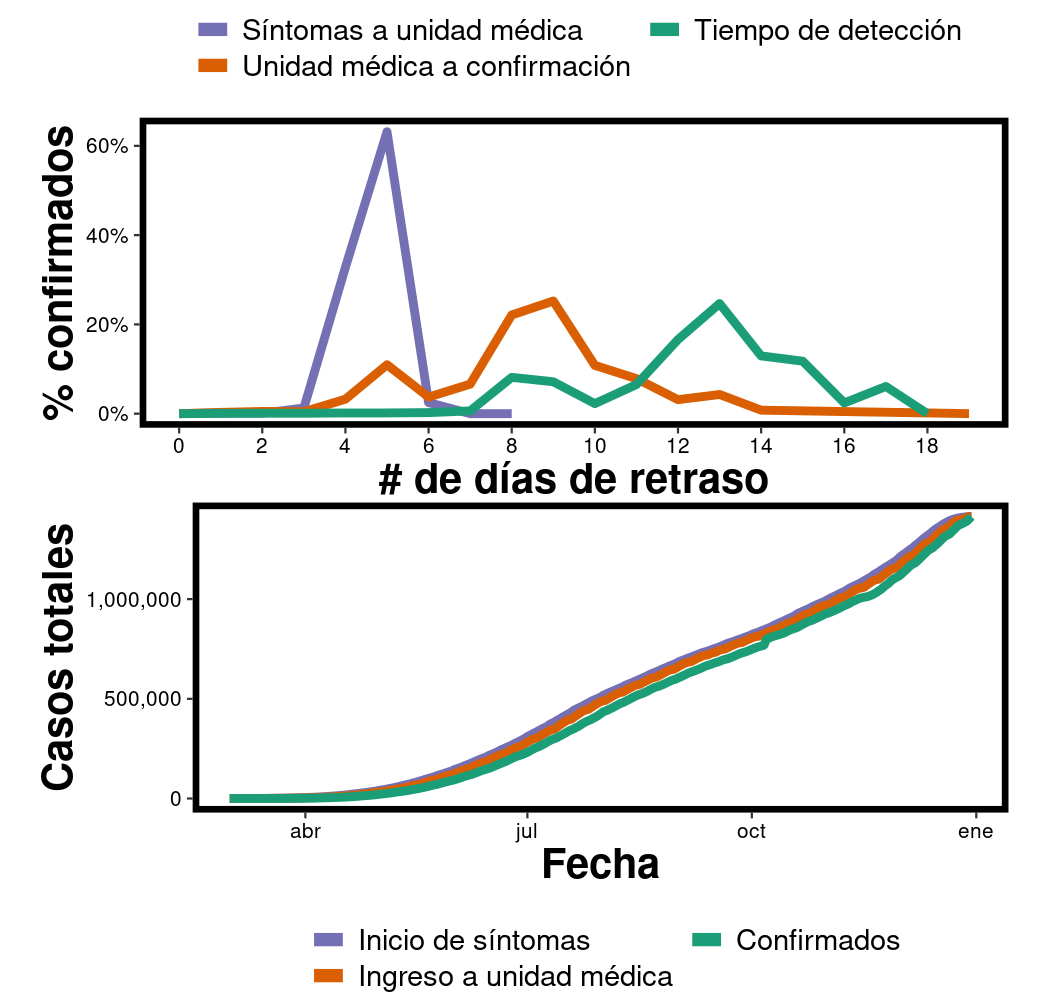 Síntomas a unidad médica
Tiempo de detección
Unidad médica a confirmación
% confirmados
60%
40%
20%
0%
0 2 4 6 8 10 12 14 16 18
# de días de retraso
Casos totales
1,000,000
500,000
0
abr jul oct ene
Fecha
Inicio de síntomas
Confirmados
Ingreso a unidad médica